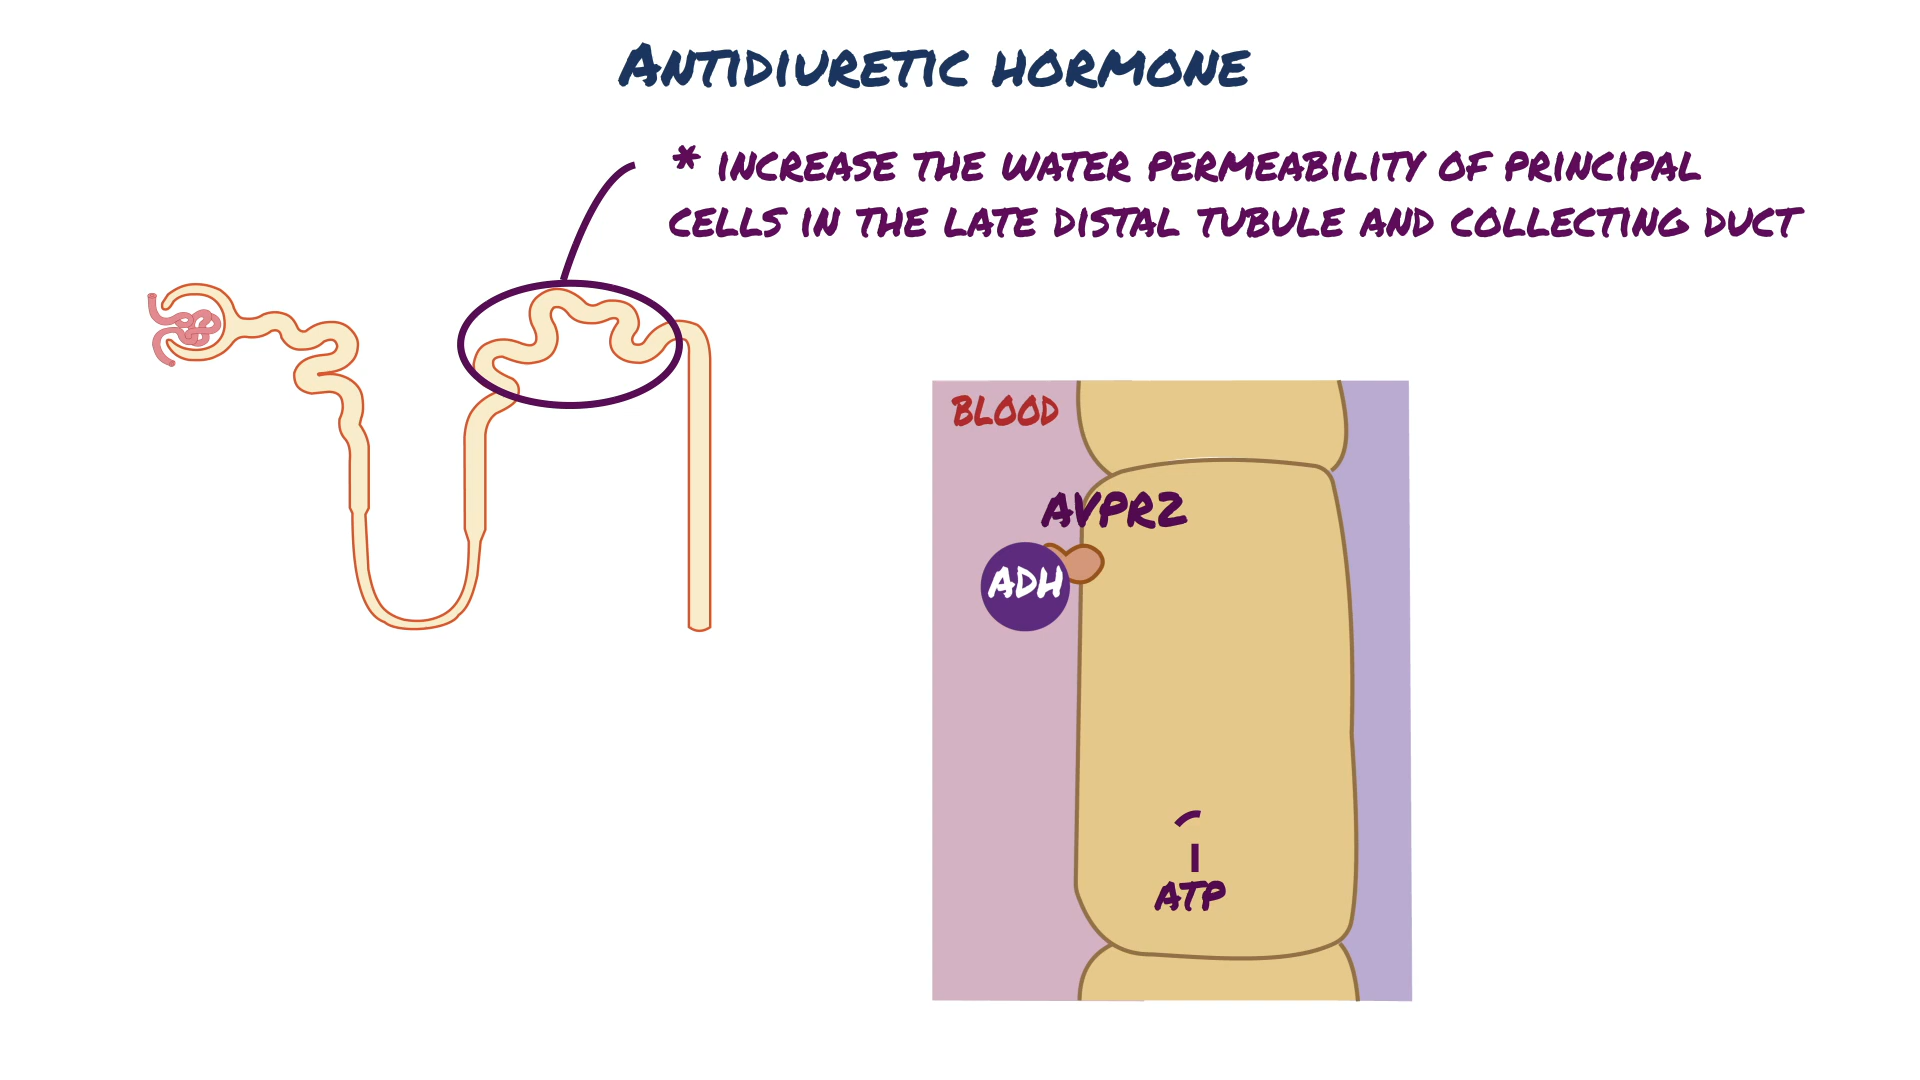 ANTIDIURETIC HORMONE
* INCREASE THE WATER PERMEABILITY OF PRINCIPAL
CELLS IN THE LATE DISTAL TUBULE AND COLLECTING DUCT
BLOOD
AVPR2
ADH
ATP